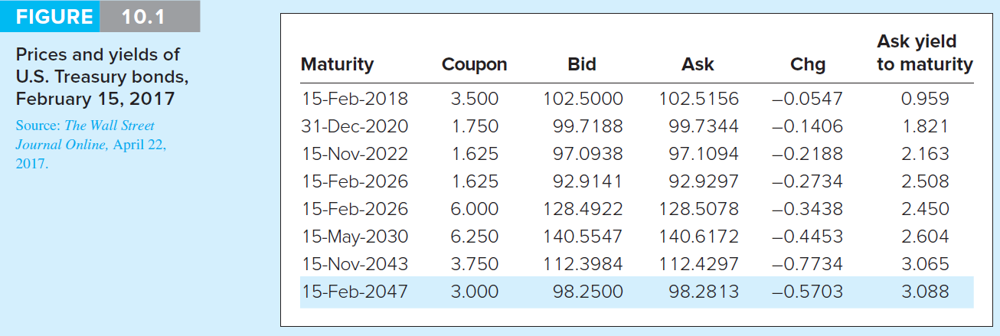 FIGURE 10.1
Prices and yields of
U.S. Treasury bonds,
February 15, 2017
Source: The Wall Street
Journal Online, April 22,
2017.
Maturity Coupon Bid Ask Chg Ask yield to maturity
15-Feb-2018 3.500 102.5000 102.5156 –0.0547 0.959
31-Dec-2020 1.750 99.7188 99.7344 –0.1406 1.821
15-Nov-2022 1.625 97.0938 97.1094 –0.2188 2.163
15-Feb-2026 1.625 92.9141 92.9297 –0.2734 2.508
15-Feb-2026 6.000 128.4922 128.5078 –0.3438 2.450
15-May-2030 6.250 140.5547 140.6172 –0.4453 2.604
15-Nov-2043 3.750 112.3984 112.4297 –0.7734 3.065
15-Feb-2047 3.000 98.2500 98.2813 –0.5703 3.088